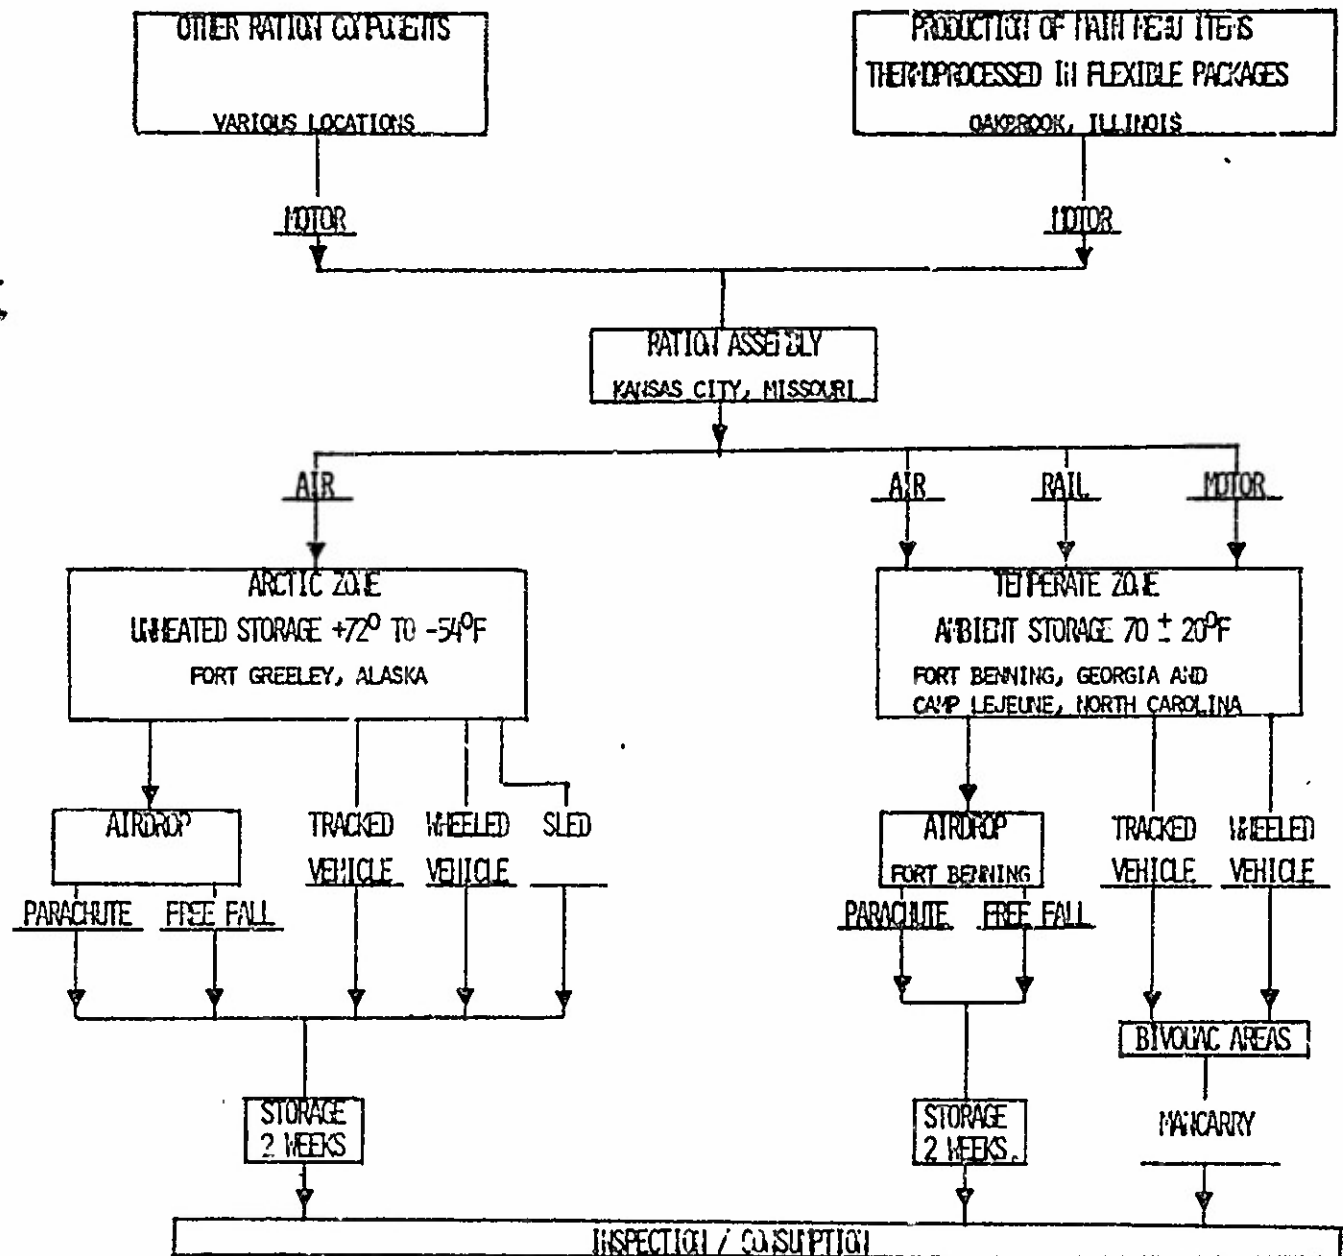 OTHER RATION COMPONENTS
VARIOUS LOCATIONS
PRODUCTION OF MAIN MENU ITEMS
THERMOPROCESSED IN FLEXIBLE PACKAGES
OAKBROOK, ILLINOIS
MOTOR
MOTOR
RATION ASSEMBLY
KANSAS CITY, MISSOURI
AIR
AIR
RAIL
MOTOR
ARCTIC ZONE
UNHEATED STORAGE +72° TO -54°F
FORT GREELEY, ALASKA
TEMPERATE ZONE
AMBIENT STORAGE 70 ± 20°F
FORT BENNING, GEORGIA AND
CAMP LEJEUNE, NORTH CAROLINA
AIRDROP
TRACKED
VEHICLE
WHEELED
VEHICLE
SLED
PARACHUTE
FREE FALL
AIRDROP
FORT BENNING
TRACKED
VEHICLE
WHEELED
VEHICLE
PARACHUTE
FREE FALL
BIVOUAC AREAS
STORAGE
2 WEEKS
STORAGE
2 WEEKS
MANCARRY
INSPECTION / CONSUMPTION